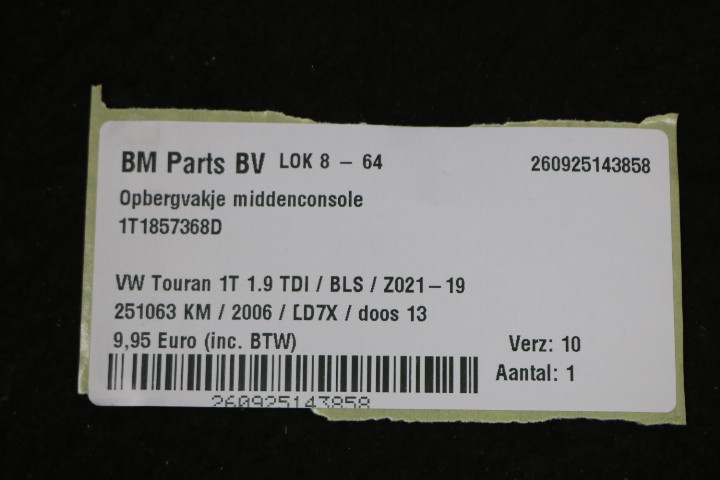 BM Parts BV LOK 8 - 64 260925143858
Opbergvakje middenconsole
1T1857368D
VW Touran 1T 1.9 TDI / BLS / Z021-19
251063 KM / 2006 / LD7X / doos 13
9,95 Euro (inc. BTW) Verz: 10
Aantal: 1
260925143858